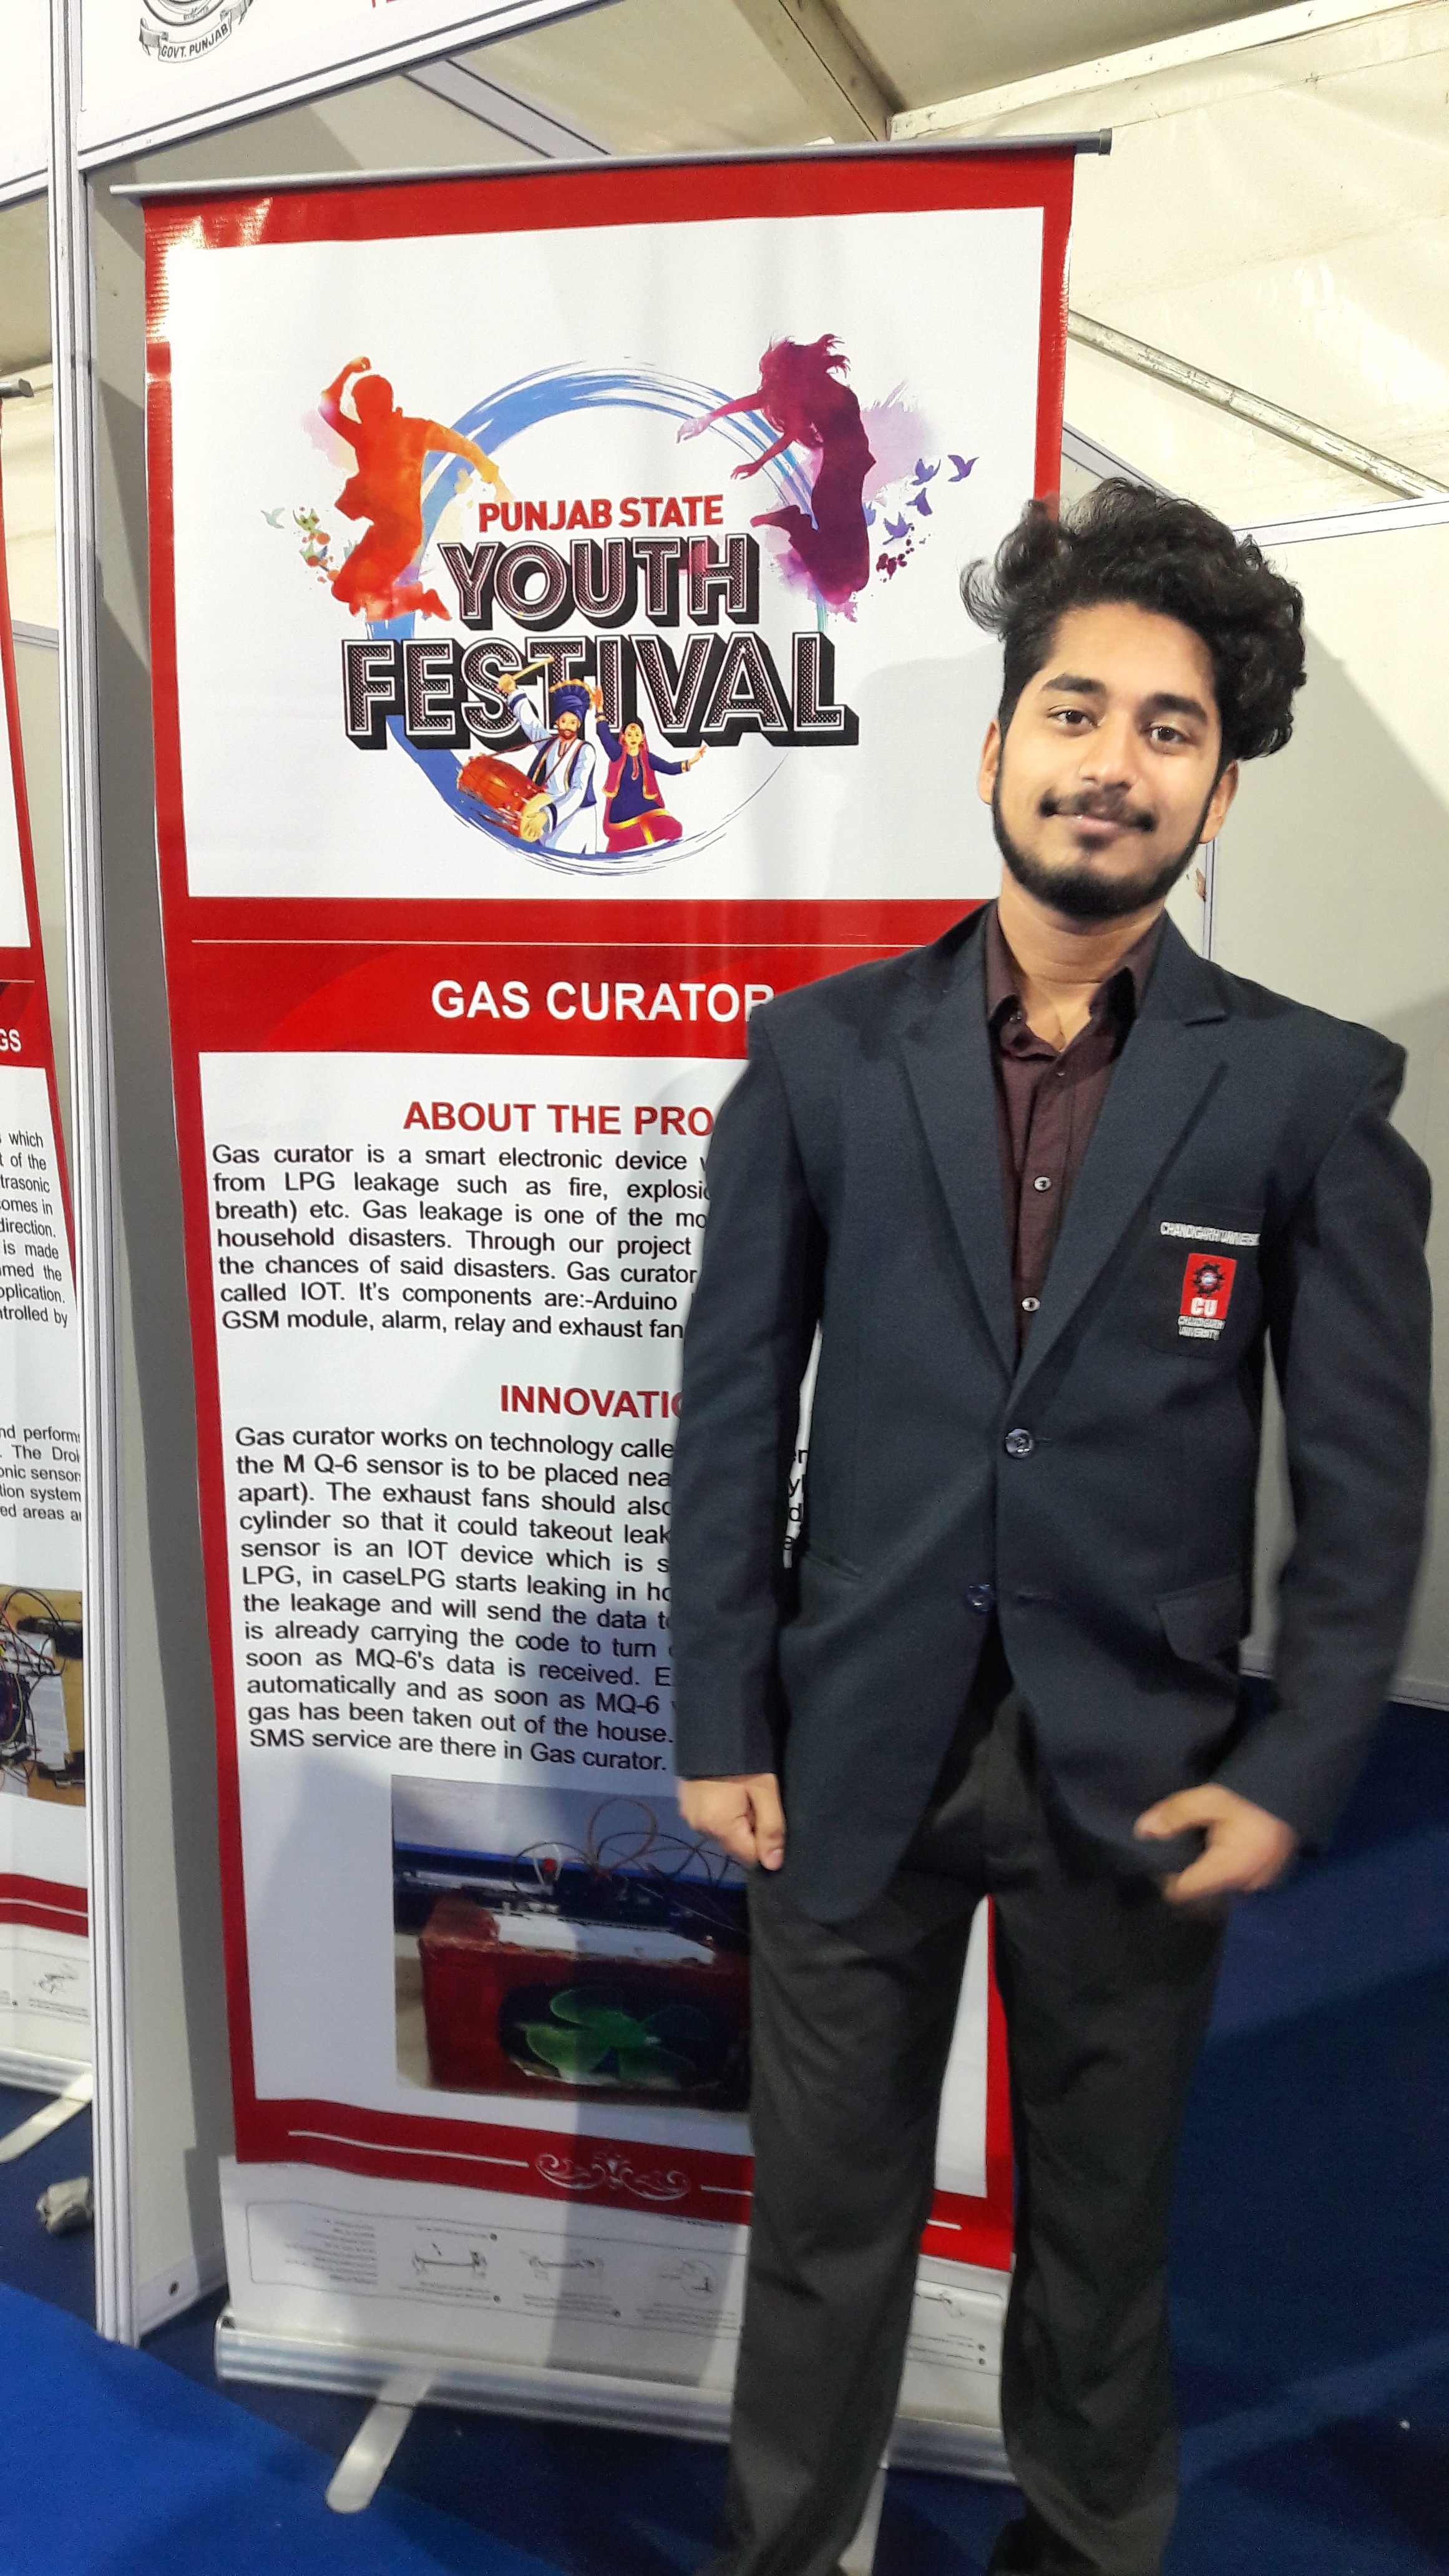 GOVT. PUNJAB
PUNJAB STATE
YOUTH
FESTIVAL
GAS CURATOR
ABOUT THE PRO
Gas curator is a smart electronic device
from LPG leakage such as fire, explosi
breath) etc. Gas leakage is one of the mo
household disasters. Through our project
the chances of said disasters. Gas curator
called IOT. It's components are:-Arduino
GSM module, alarm, relay and exhaust fan
INNOVATI
Gas curator works on technology calle
the M Q-6 sensor is to be placed nea
apart). The exhaust fans should also
cylinder so that it could takeout leak
sensor is an IOT device which is s
LPG, in caseLPG starts leaking in ho
the leakage and will send the data to
is already carrying the code to turn
soon as MQ-6's data is received. E
automatically and as soon as MQ-6
gas has been taken out of the house.
SMS service are there in Gas curator.
GS
which
t of the
trasonic
omes in
direction.
is made
med the
pplication.
ntrolled by
nd perform
. The Droi
onic sensor
tion system
ed areas a
CHANDIGARH UNIVERSI
CU
CHANDIGARH
UNIVERSITY